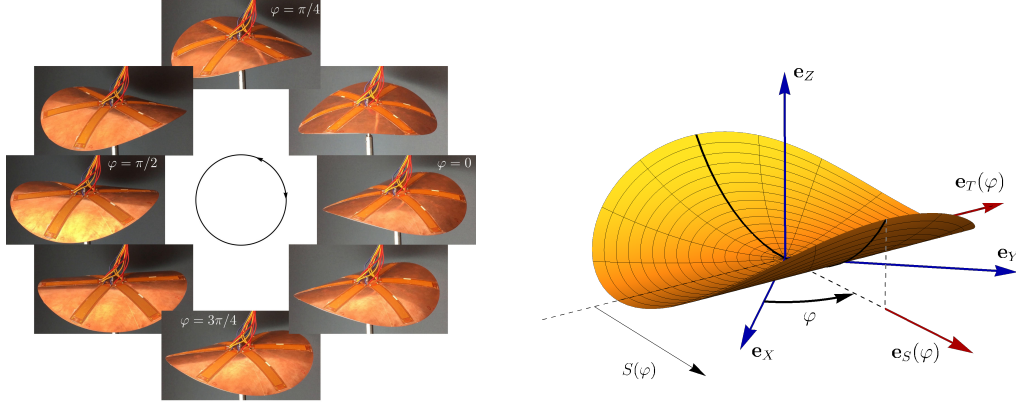 φ = π/4
φ = π/2
φ = 0
φ = 3π/4
e_Z
e_T(φ)
e_Y
φ
e_X
e_S(φ)
S(φ)